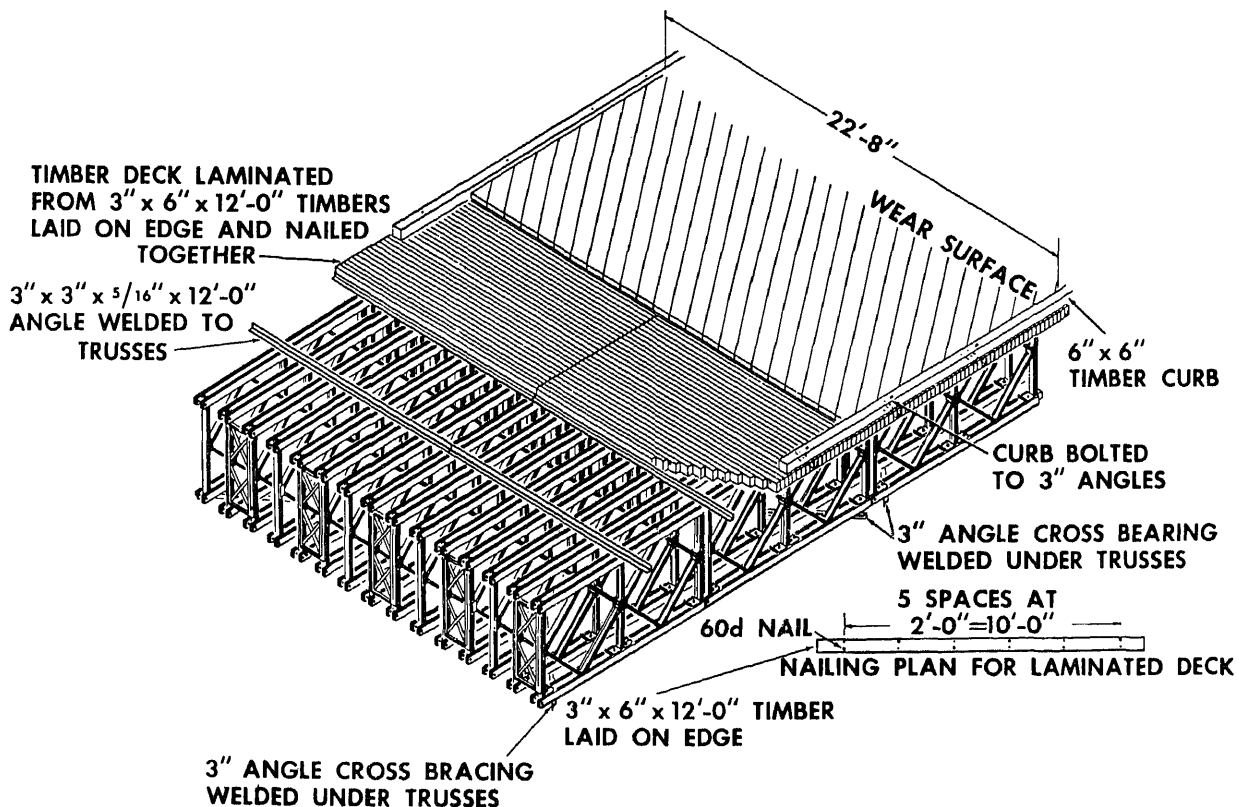 22'-8"
WEAR SURFACE
TIMBER DECK LAMINATED
FROM 3" x 6" x 12'-0" TIMBERS
LAID ON EDGE AND NAILED
TOGETHER
3" x 3" x 5/16" x 12'-0"
ANGLE WELDED TO
TRUSSES
6" x 6"
TIMBER CURB
CURB BOLTED
TO 3" ANGLES
3" ANGLE CROSS BEARING
WELDED UNDER TRUSSES
5 SPACES AT
2'-0"=10'-0"
60d NAIL
NAILING PLAN FOR LAMINATED DECK
3" x 6" x 12'-0" TIMBER
LAID ON EDGE
3" ANGLE CROSS BRACING
WELDED UNDER TRUSSES